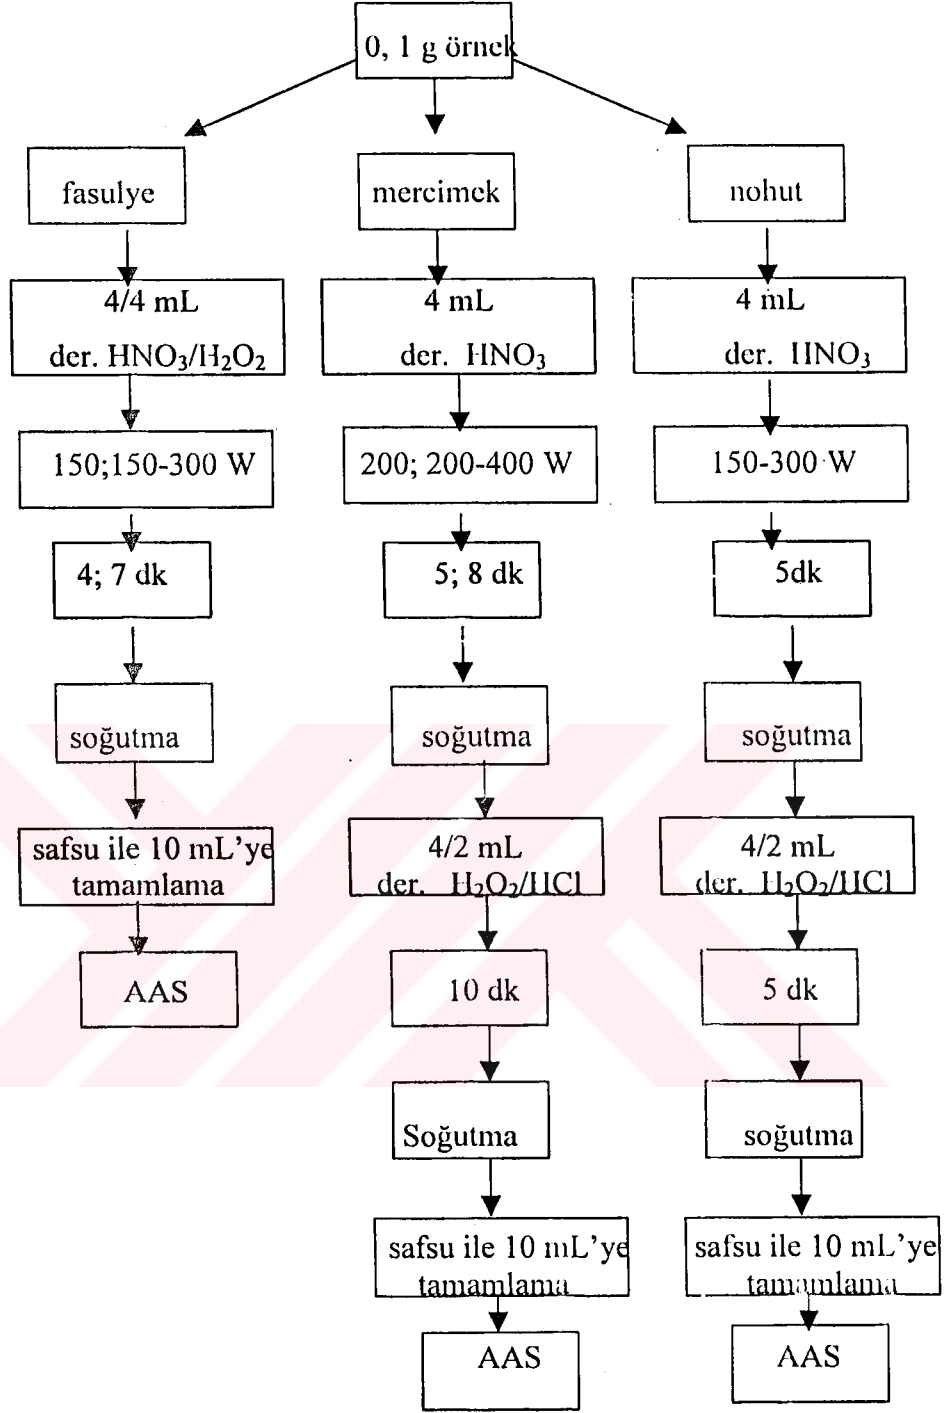 0, 1 g örnek
fasulye
4/4 mL
der. HNO₃/H₂O₂
150;150-300 W
4; 7 dk
soğutma
safsu ile 10 mL'ye
tamamlama
AAS
mercimek
4 mL
der. HNO₃
200; 200-400 W
5; 8 dk
soğutma
4/2 mL
der. H₂O₂/HCl
10 dk
Soğutma
safsu ile 10 mL'ye
tamamlama
AAS
nohut
4 mL
der. HNO₃
150-300 W
5dk
soğutma
4/2 mL
der. H₂O₂/HCl
5 dk
soğutma
safsu ile 10 mL'ye
tamamlama
AAS